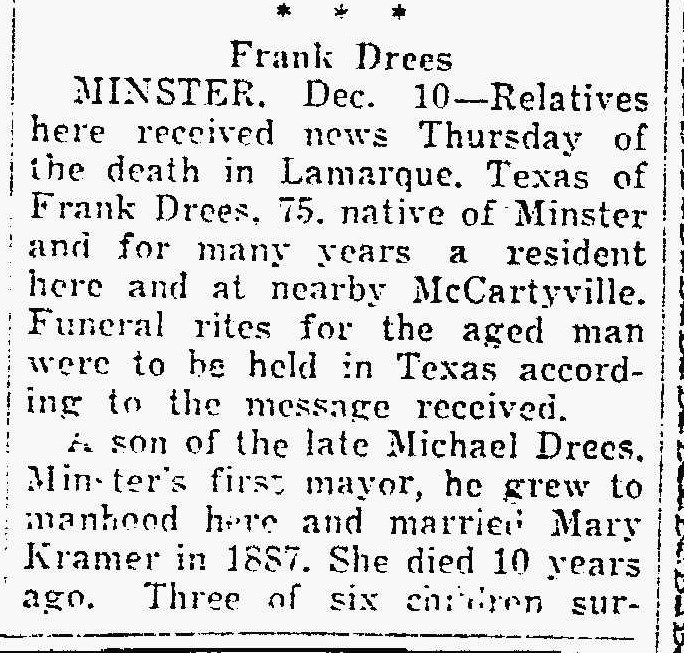 * * *
Frank Drees
MINSTER, Dec. 10—Relatives
here received news Thursday of
the death in Lamarque, Texas of
Frank Drees, 75, native of Minster
and for many years a resident
here and at nearby McCartyville.
Funeral rites for the aged man
were to be held in Texas accord-
ing to the message received.
A son of the late Michael Drees,
Minster's first mayor, he grew to
manhood here and married Mary
Kramer in 1887. She died 10 years
ago. Three of six children sur-